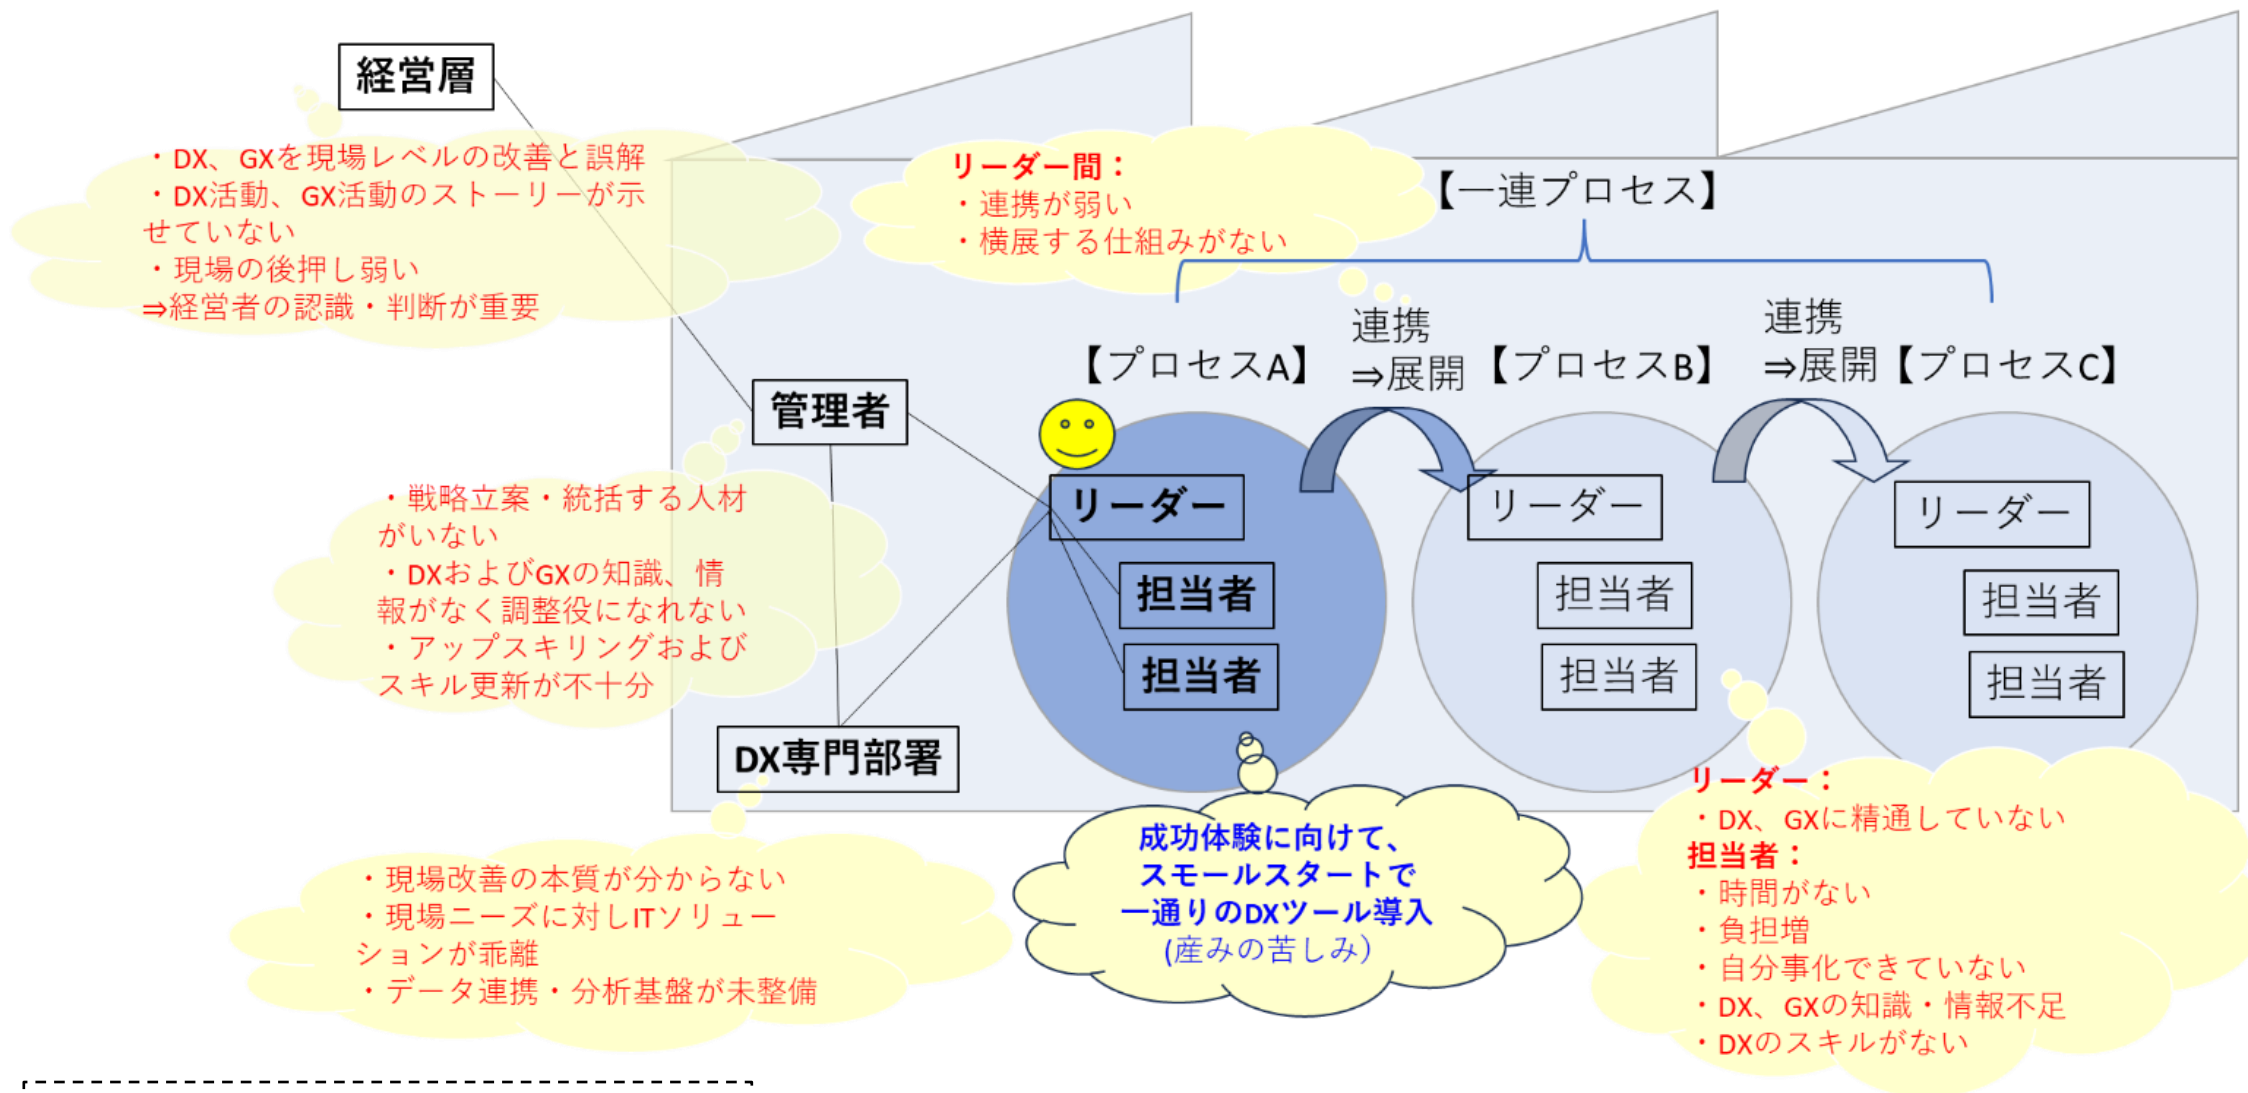 経営層
・DX、GXを現場レベルの改善と誤解
・DX活動、GX活動のストーリーが示
せていない
・現場の後押し弱い
⇒経営者の認識・判断が重要
リーダー間：
・連携が弱い
・横展する仕組みがない
【一連プロセス】
【プロセスA】
連携
⇒展開
【プロセスB】
連携
⇒展開
【プロセスC】
管理者
・戦略立案・統括する人材
がいない
・DXおよびGXの知識、情
報がなく調整役になれない
・アップスキリングおよび
スキル更新が不十分
リーダー
担当者
担当者
リーダー
担当者
担当者
リーダー
担当者
担当者
DX専門部署
・現場改善の本質が分からない
・現場ニーズに対しITソリュー
ションが乖離
・データ連携・分析基盤が未整備
成功体験に向けて、
スモールスタートで
一通りのDXツール導入
(産みの苦しみ）
リーダー：
・DX、GXに精通していない
担当者：
・時間がない
・負担増
・自分事化できていない
・DX、GXの知識・情報不足
・DXのスキルがない